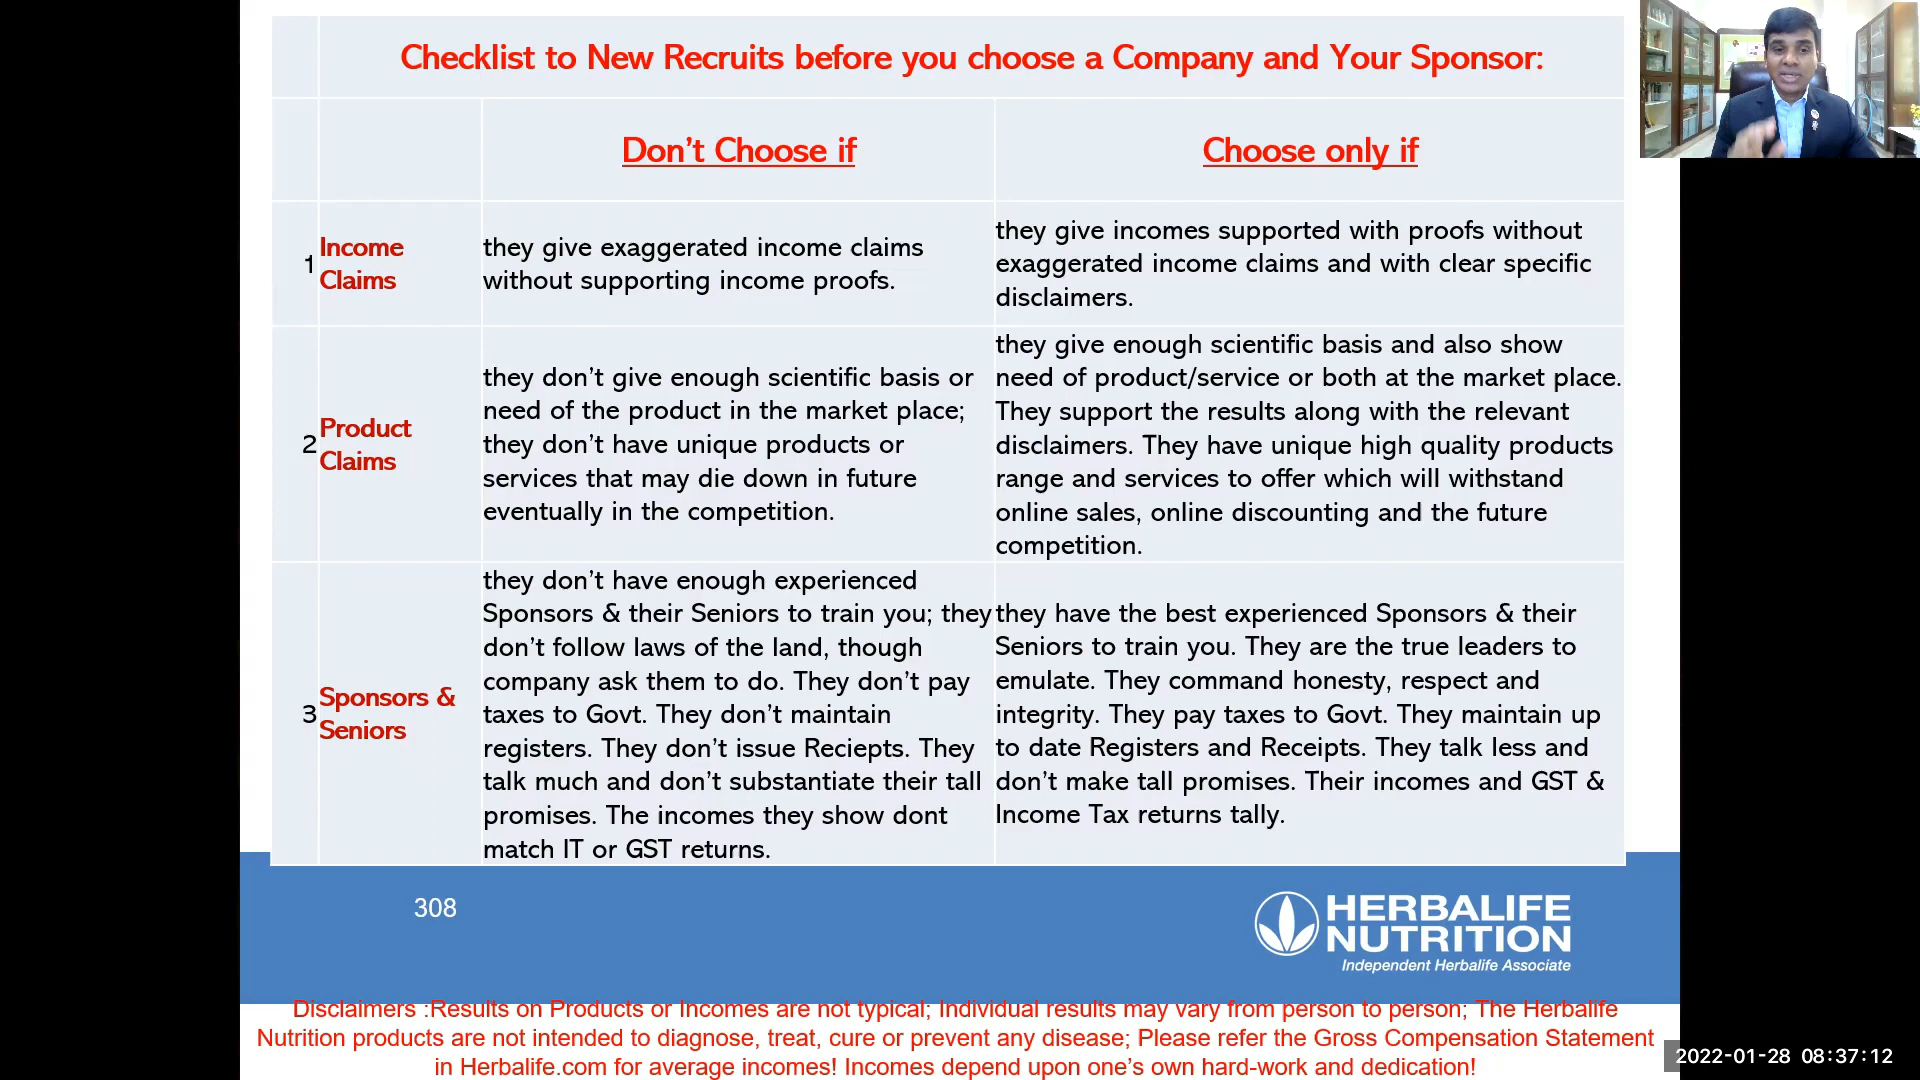 Checklist to New Recruits before you choose a Company and Your Sponsor:
Don't Choose if
Choose only if
1
Income
Claims
they give exaggerated income claims
without supporting income proofs.
they give incomes supported with proofs without
exaggerated income claims and with clear specific
disclaimers.
2
Product
Claims
they don't give enough scientific basis or
need of the product in the market place;
they don't have unique products or
services that may die down in future
eventually in the competition.
they give enough scientific basis and also show
need of product/service or both at the market place.
They support the results along with the relevant
disclaimers. They have unique high quality products
range and services to offer which will withstand
online sales, online discounting and the future
competition.
3
Sponsors &
Seniors
they don't have enough experienced
Sponsors & their Seniors to train you; they
don't follow laws of the land, though
company ask them to do. They don't pay
taxes to Govt. They don't maintain
registers. They don't issue Reciepts. They
talk much and don't substantiate their tall
promises. The incomes they show dont
match IT or GST returns.
they have the best experienced Sponsors & their
Seniors to train you. They are the true leaders to
emulate. They command honesty, respect and
integrity. They pay taxes to Govt. They maintain up
to date Registers and Receipts. They talk less and
don't make tall promises. Their incomes and GST &
Income Tax returns tally.
308
HERBALIFE
NUTRITION
Independent Herbalife Associate
Disclaimers :Results on Products or Incomes are not typical; Individual results may vary from person to person; The Herbalife
Nutrition products are not intended to diagnose, treat, cure or prevent any disease; Please refer the Gross Compensation Statement
in Herbalife.com for average incomes! Incomes depend upon one's own hard-work and dedication!
2022-01-28 08:37:12